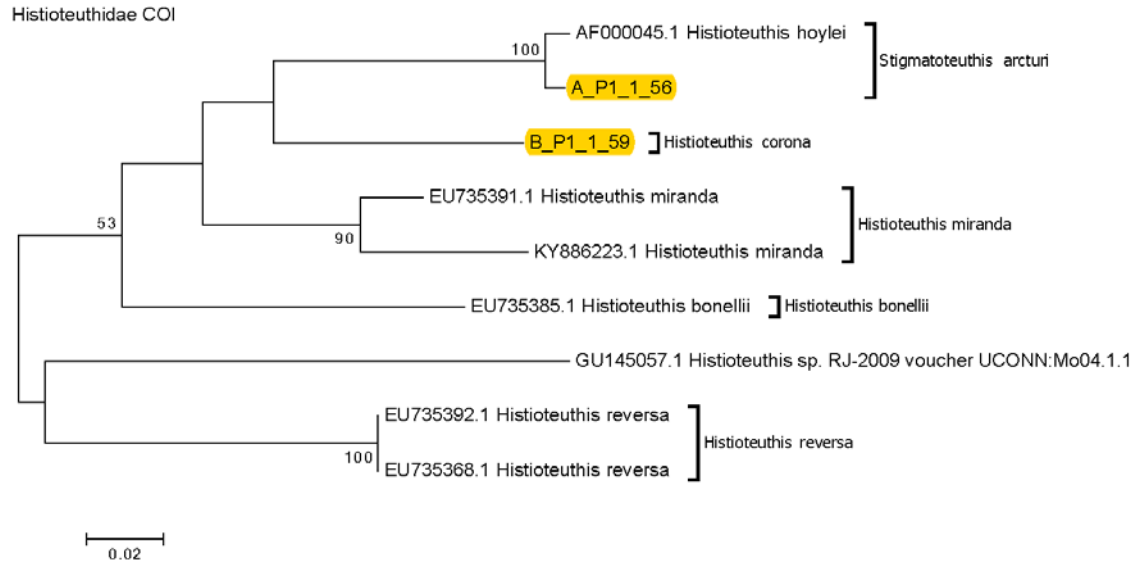 Histioteuthidae COI
AF000045.1 Histioteuthis hoylei
100
Stigmatoteuthis arcturi
A_P1_1_56
B_P1_1_59
Histioteuthis corona
EU735391.1 Histioteuthis miranda
53
Histioteuthis miranda
90
KY886223.1 Histioteuthis miranda
EU735385.1 Histioteuthis bonellii
Histioteuthis bonellii
GU145057.1 Histioteuthis sp. RJ-2009 voucher UCONN:Mo04.1.1
EU735392.1 Histioteuthis reversa
Histioteuthis reversa
100
EU735368.1 Histioteuthis reversa
0.02